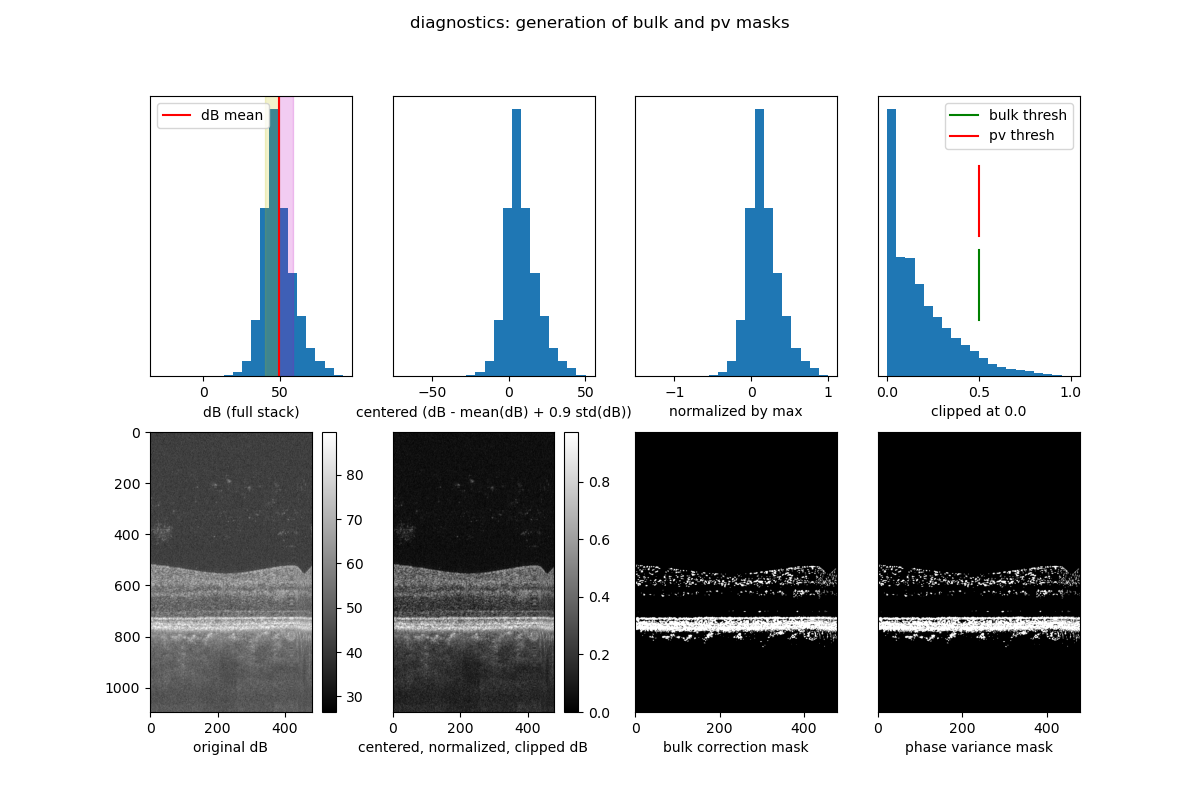 diagnostics: generation of bulk and pv masks
dB mean
bulk thresh
pv thresh
0 50
−50 0 50
−1 0 1
0.0 0.5 1.0
dB (full stack)
centered (dB - mean(dB) + 0.9 std(dB))
normalized by max
clipped at 0.0
0
200
400
600
800
1000
80
70
60
50
40
30
0.8
0.6
0.4
0.2
0.0
0 200 400
0 200 400
0 200 400
0 200 400
original dB
centered, normalized, clipped dB
bulk correction mask
phase variance mask